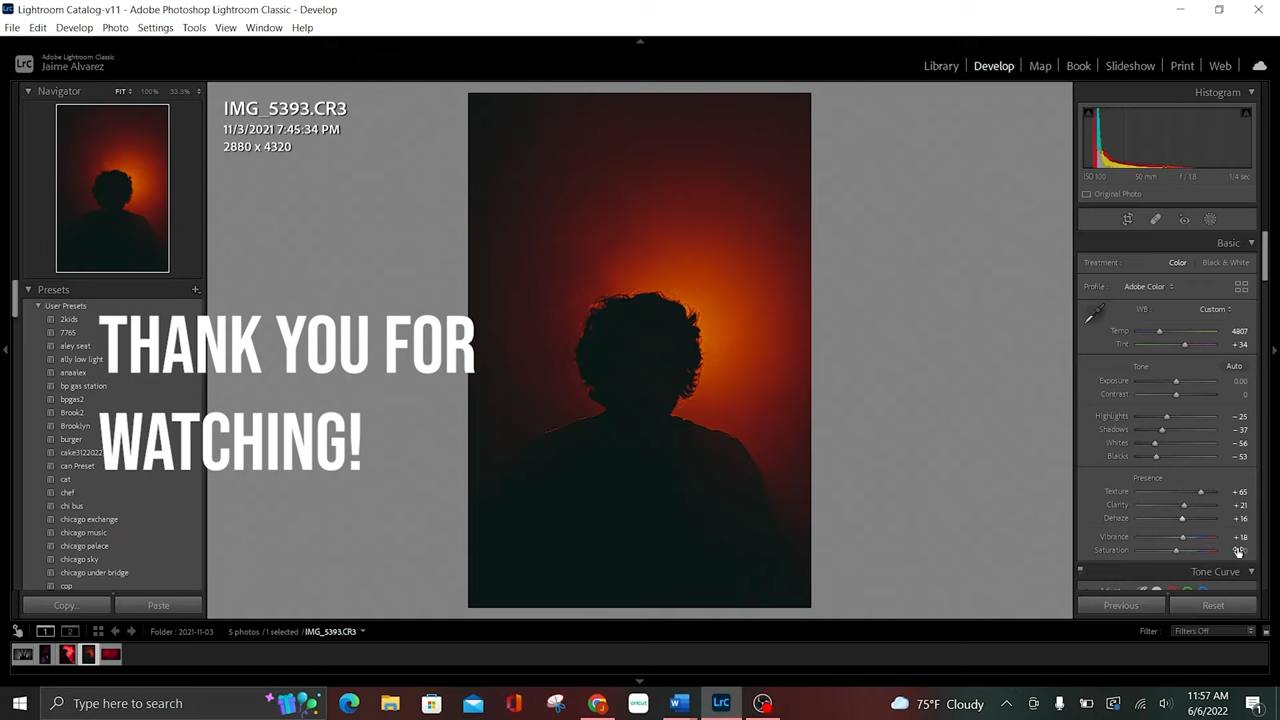 Lightroom Catalog-v11 - Adobe Photoshop Lightroom Classic - Develop
File Edit Develop Photo Settings Tools View Window Help
LrC
Adobe Lightroom Classic
Jaime Alvarez
Library | Develop | Map | Book | Slideshow | Print | Web
Navigator
FIT 100% 33.3%
IMG_5393.CR3
11/3/2021 7:45:34 PM
2880 x 4320
Presets
User Presets
2kids
7765
aley seat
ally low light
anaalex
bp gas station
bpgas2
Brook2
Brooklyn
burger
cake3122022
can Preset
cat
chef
chi bus
chicago exchange
chicago music
chicago palace
chicago sky
chicago under bridge
cop
THANK YOU FOR
WATCHING!
Copy...
Paste
Histogram
ISO 100 50 mm f / 1.8 1/4 sec
Original Photo
Basic
Treatment : Color Black & White
Profile : Adobe Color
WB : Custom
Temp 4807
Tint + 34
Tone Auto
Exposure 0.00
Contrast 0
Highlights − 25
Shadows − 37
Whites − 56
Blacks − 53
Presence
Texture + 65
Clarity + 21
Dehaze + 16
Vibrance + 18
Saturation
Tone Curve
Previous
Reset
1 2
Folder : 2021-11-03 5 photos / 1 selected / IMG_5393.CR3
Filter : Filters Off
Type here to search
cricut
LrC
75°F Cloudy
11:57 AM
6/6/2022
1